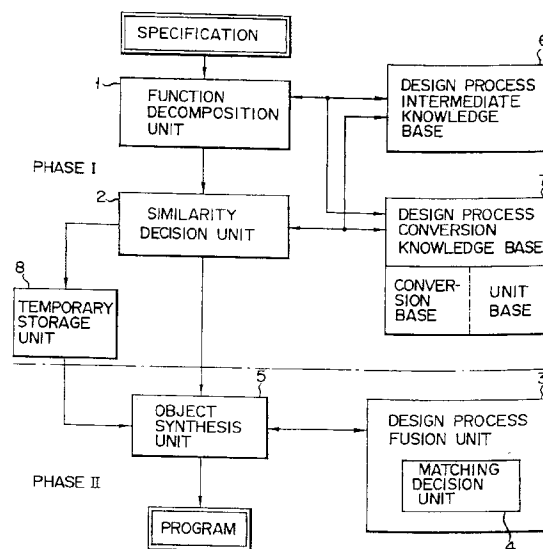 SPECIFICATION
1
FUNCTION
DECOMPOSITION
UNIT
6
DESIGN PROCESS
INTERMEDIATE
KNOWLEDGE
BASE
PHASE I
2
SIMILARITY
DECISION UNIT
7
DESIGN PROCESS
CONVERSION
KNOWLEDGE BASE
CONVER-
SION
BASE
UNIT
BASE
8
TEMPORARY
STORAGE
UNIT
5
OBJECT
SYNTHESIS
UNIT
3
DESIGN PROCESS
FUSION UNIT
MATCHING
DECISION
UNIT
4
PHASE II
PROGRAM